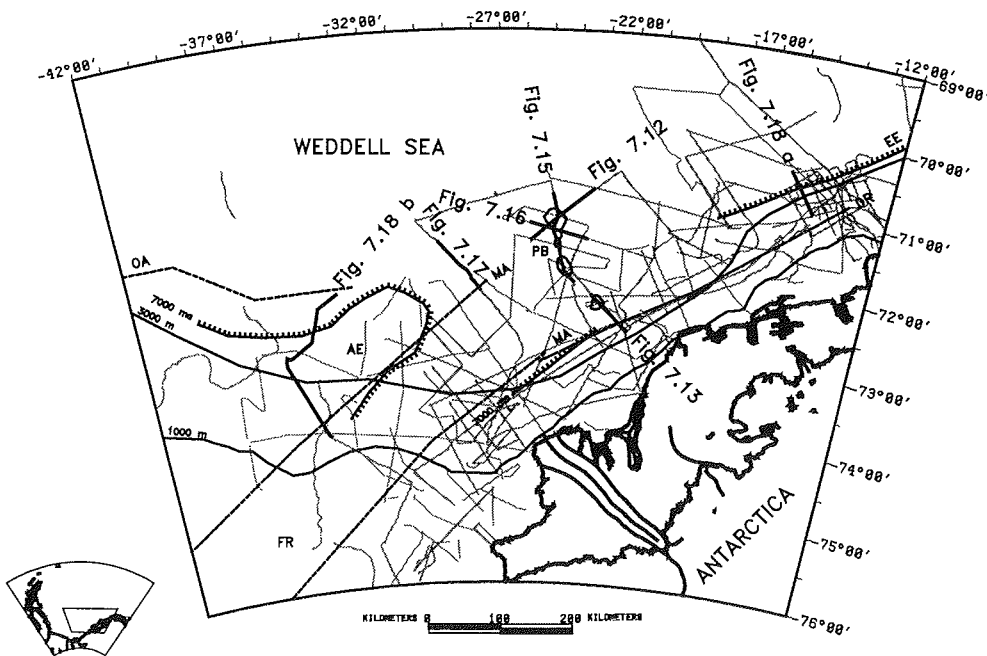 -42°00'
-37°00'
-32°00'
-27°00'
-22°00'
-17°00'
-12°00'
-69°00'
-70°00'
-71°00'
-72°00'
-73°00'
-74°00'
-75°00'
-76°00'
WEDDELL SEA
Fig. 7.15
Fig. 7.12
Fig. 7.18 a
EE
DR
Fig. 7.16
PB
Fig. 7.18 b
Fig. 7.17
MA
OA
7000 ms
3000 m
AE
MA
Fig. 7.13
1000 m
FR
ANTARCTICA
KILOMETERS 0 100 200 KILOMETERS